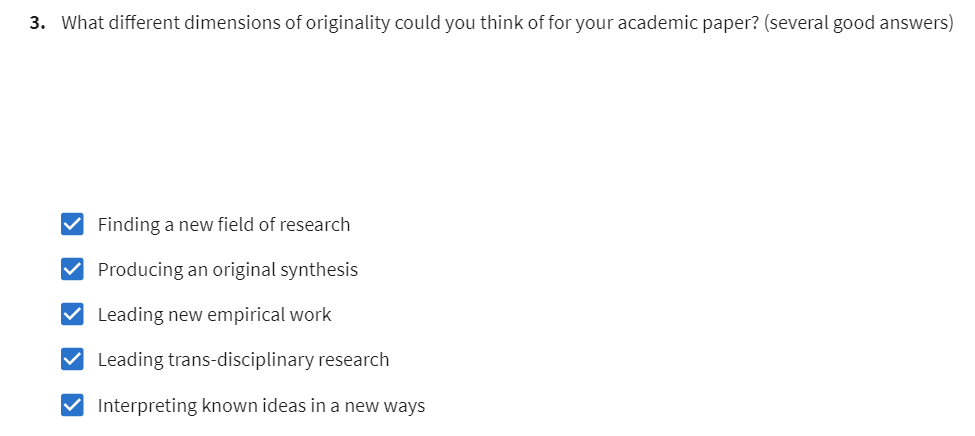 3. What different dimensions of originality could you think of for your academic paper? (several good answers)
Finding a new field of research
Producing an original synthesis
Leading new empirical work
Leading trans-disciplinary research
Interpreting known ideas in a new ways